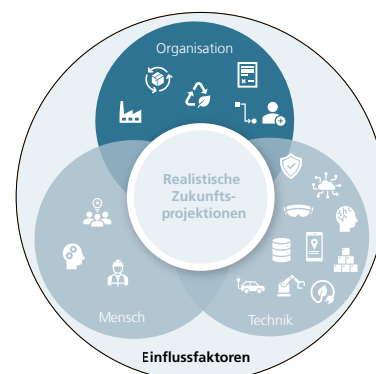 Organisation
Realistische
Zukunfts-
projektionen
Mensch
Technik
Einflussfaktoren